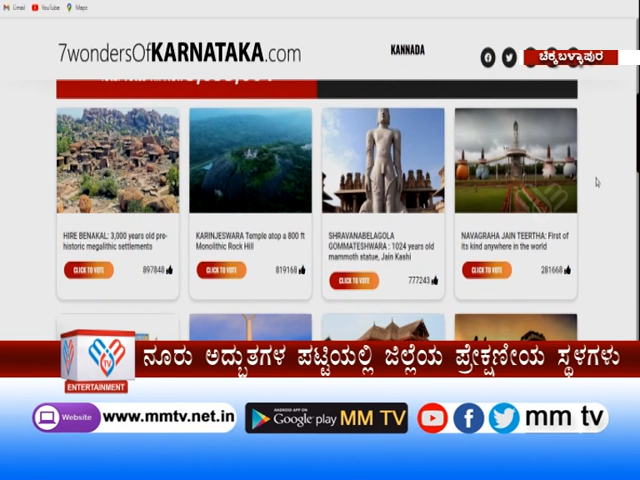 Gmail YouTube Maps
7wondersOfKARNATAKA.com
KANNADA
ಚಿಕ್ಕಬಳ್ಳಾಪುರ
HIRE BENAKAL: 3,000 years old pre-
historic megalithic settlements
CLICK TO VOTE 897848
KARINJESWARA Temple atop a 800 ft
Monolithic Rock Hill
CLICK TO VOTE 819168
SHRAVANABELAGOLA
GOMMATESHWARA : 1024 years old
mammoth statue, Jain Kashi
CLICK TO VOTE 777243
NAVAGRAHA JAIN TEERTHA: First of
its kind anywhere in the world
CLICK TO VOTE 281668
TV
ENTERTAINMENT
ನೂರು ಅದ್ಭುತಗಳ ಪಟ್ಟಿಯಲ್ಲಿ ಜಿಲ್ಲೆಯ ಪ್ರೇಕ್ಷಣೀಯ ಸ್ಥಳಗಳು
Website www.mmtv.net.in
ANDROID APP ON
Google play MM TV
mm tv